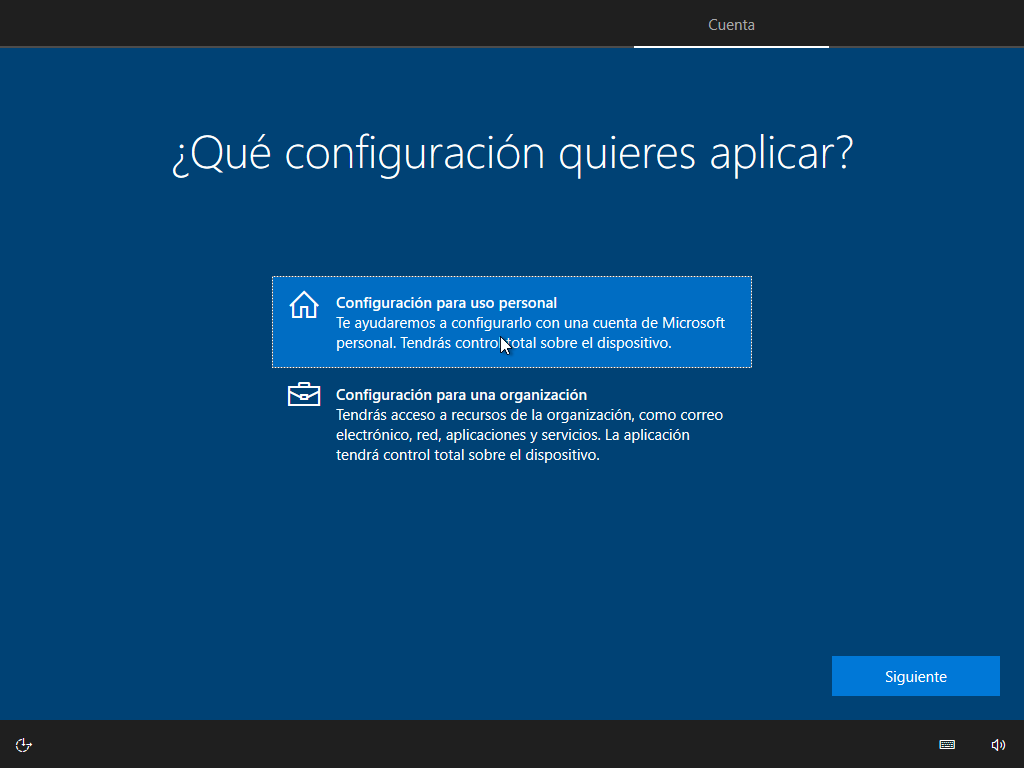 Cuenta
¿Qué configuración quieres aplicar?
Configuración para uso personal
Te ayudaremos a configurarlo con una cuenta de Microsoft
personal. Tendrás control total sobre el dispositivo.
Configuración para una organización
Tendrás acceso a recursos de la organización, como correo
electrónico, red, aplicaciones y servicios. La aplicación
tendrá control total sobre el dispositivo.
Siguiente